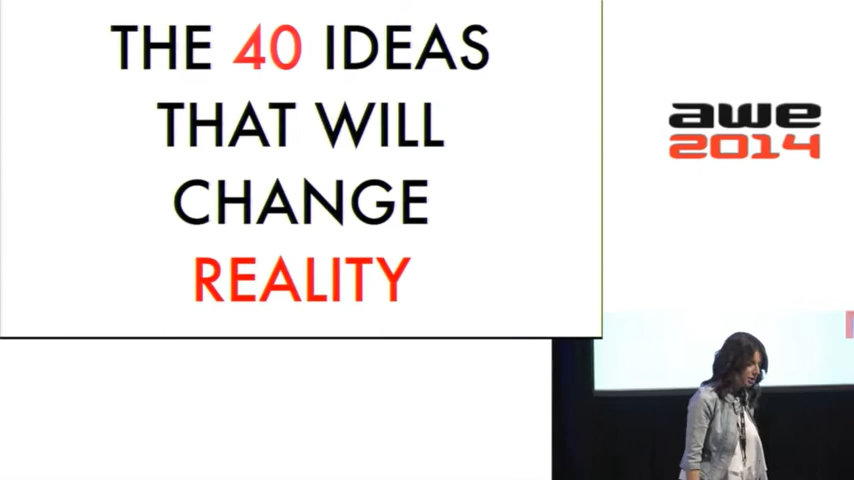 THE 40 IDEAS
THAT WILL
CHANGE
REALITY
awe
2014